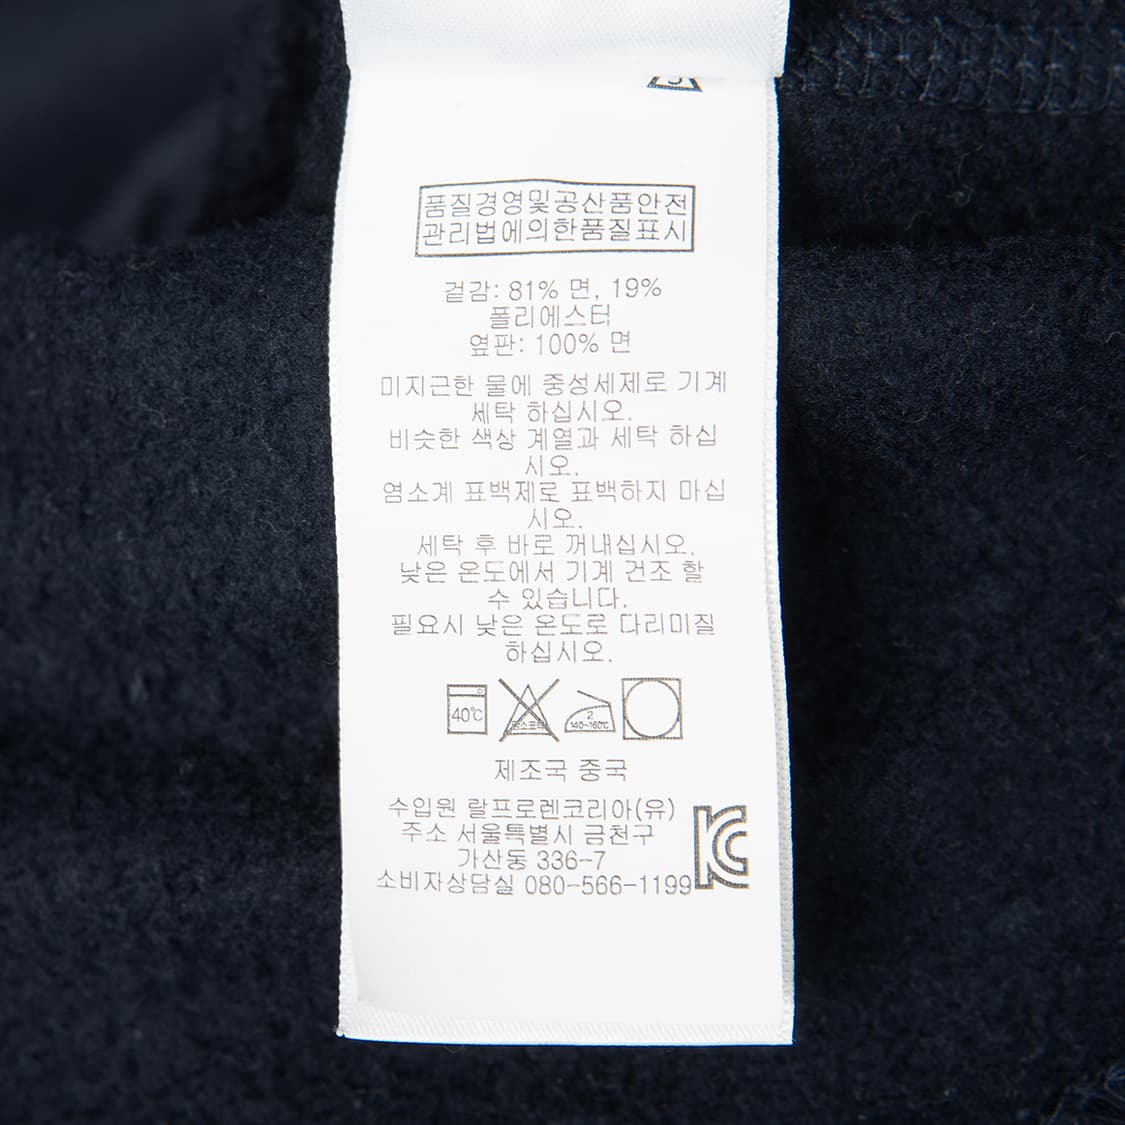 품질경영및공산품안전
관리법에의한품질표시
겉감: 81% 면, 19%
폴리에스터
옆판: 100% 면
미지근한 물에 중성세제로 기계
세탁 하십시오.
비슷한 색상 계열과 세탁 하십
시오.
염소계 표백제로 표백하지 마십
시오.
세탁 후 바로 꺼내십시오.
낮은 온도에서 기계 건조 할
수 있습니다.
필요시 낮은 온도로 다리미질
하십시오.
40℃
2
140~160℃
제조국 중국
수입원 랄프로렌코리아(유)
주소 서울특별시 금천구
가산동 336-7
소비자상담실 080-566-1199
KC